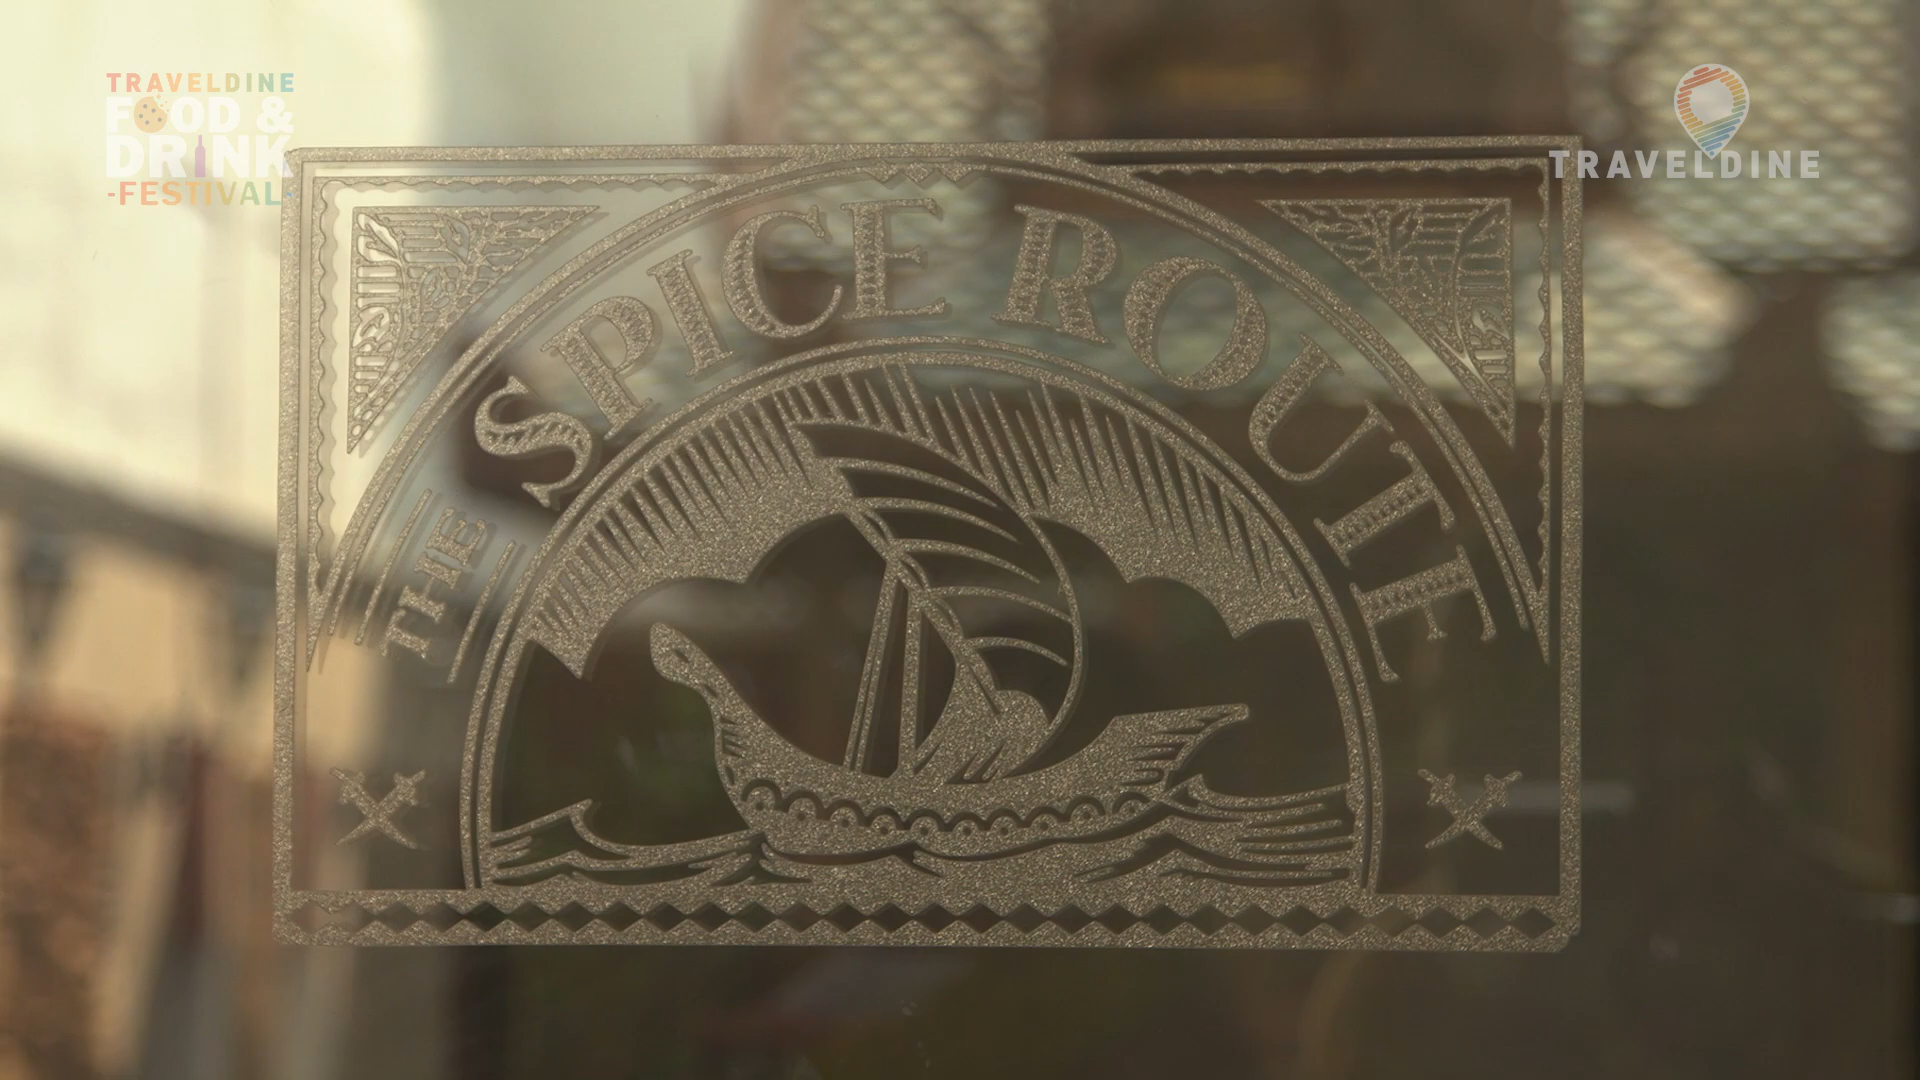 TRAVELDINE
FOOD &
DRINK
-FESTIVAL-
TRAVELDINE
THE SPICE ROUTE